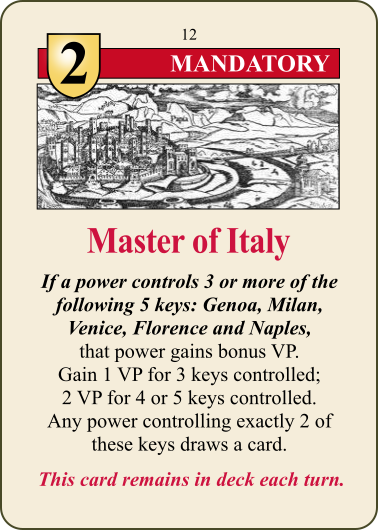 12
2
MANDATORY
Papia
Master of Italy
If a power controls 3 or more of the
following 5 keys: Genoa, Milan,
Venice, Florence and Naples,
that power gains bonus VP.
Gain 1 VP for 3 keys controlled;
2 VP for 4 or 5 keys controlled.
Any power controlling exactly 2 of
these keys draws a card.
This card remains in deck each turn.